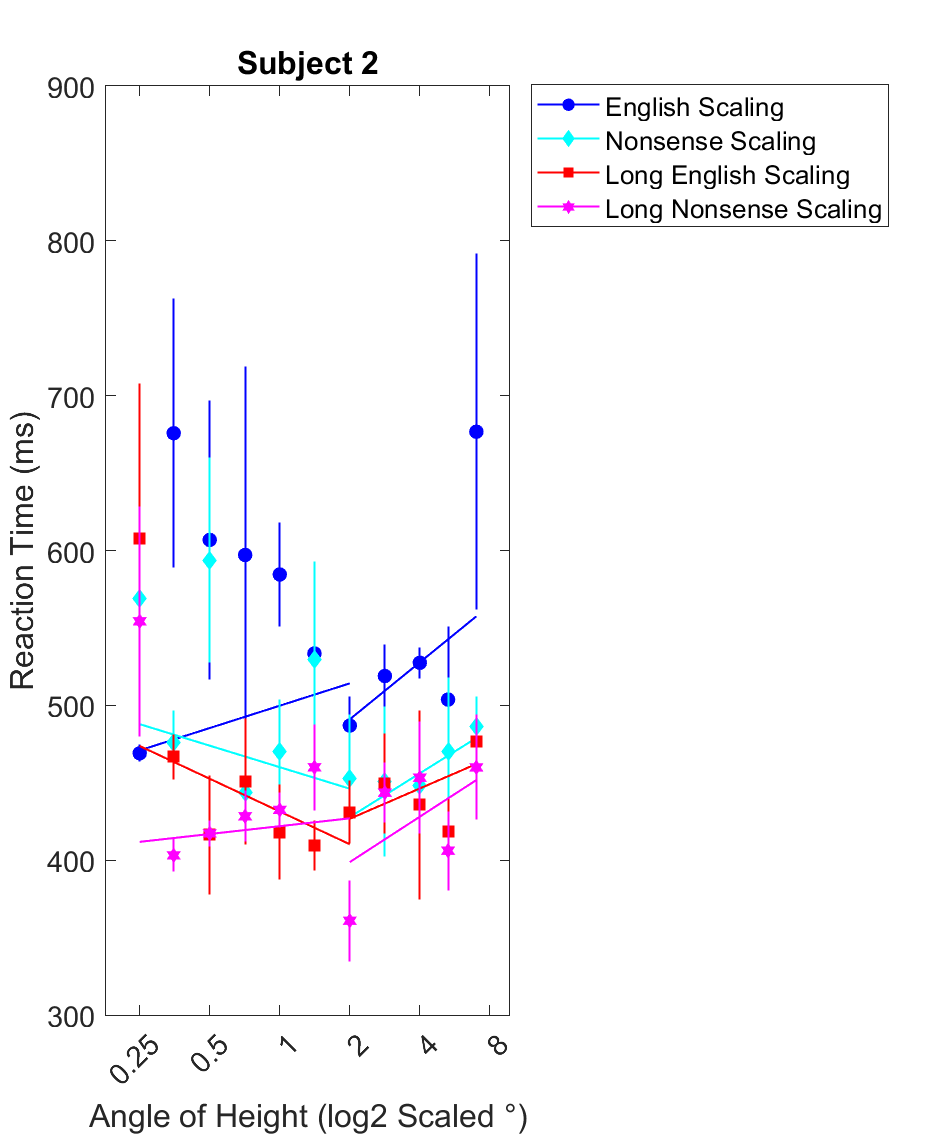 Subject 2
English Scaling
Nonsense Scaling
Long English Scaling
Long Nonsense Scaling
Reaction Time (ms)
900
800
700
600
500
400
300
0.25 0.5 1 2 4 8
Angle of Height (log2 Scaled °)